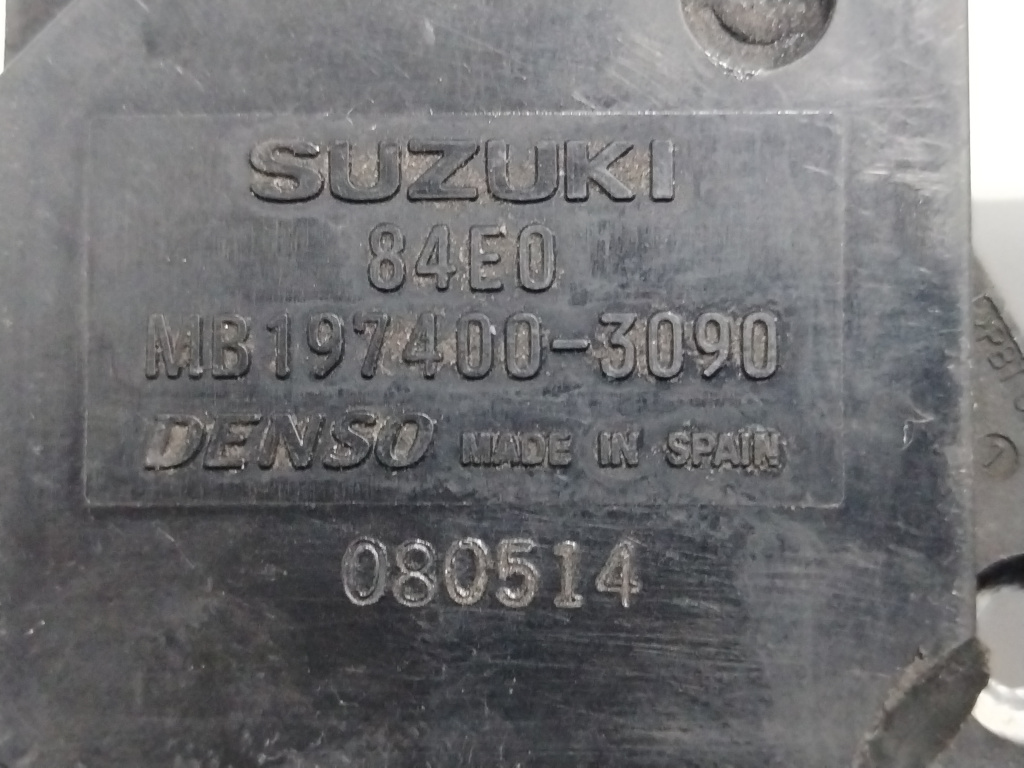 SUZUKI
84E0
MB197400-3090
DENSO MADE IN SPAIN
080514